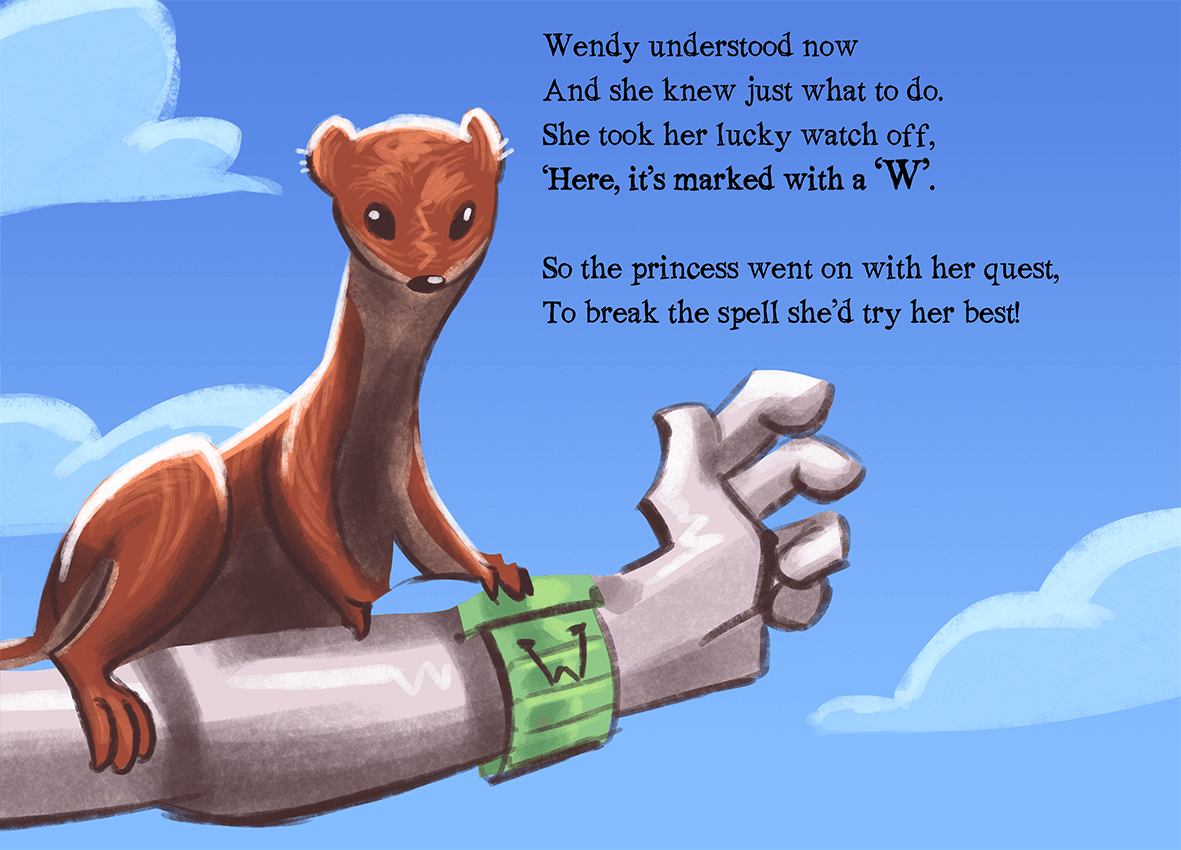 Wendy understood now
And she knew just what to do.
She took her lucky watch off,
‘Here, it’s marked with a ‘W’.
So the princess went on with her quest,
To break the spell she’d try her best!
W